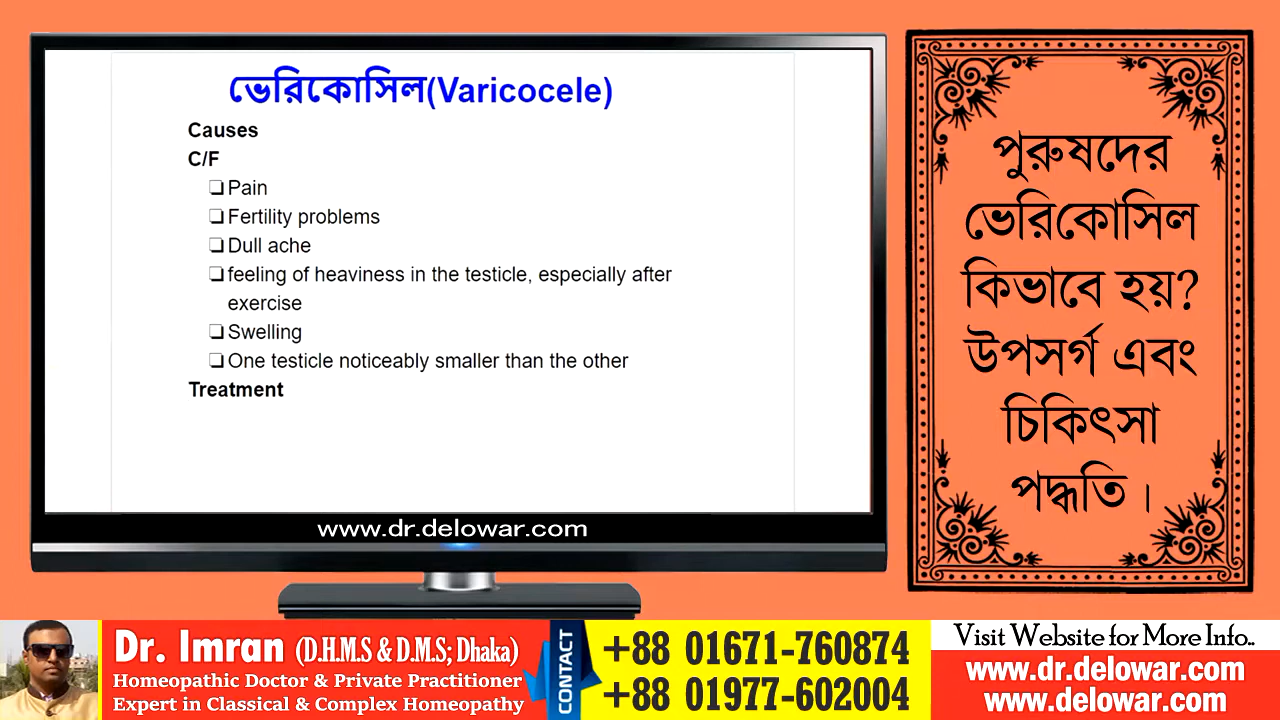 ভেরিকোসিল(Varicocele)
Causes
C/F
❏ Pain
❏ Fertility problems
❏ Dull ache
❏ feeling of heaviness in the testicle, especially after
exercise
❏ Swelling
❏ One testicle noticeably smaller than the other
Treatment
www.dr.delowar.com
পুরুষদের
ভেরিকোসিল
কিভাবে হয়?
উপসর্গ এবং
চিকিৎসা
পদ্ধতি।
Dr. Imran (D.H.M.S & D.M.S; Dhaka)
Homeopathic Doctor & Private Practitioner
Expert in Classical & Complex Homeopathy
CONTACT
+88 01671-760874
+88 01977-602004
Visit Website for More Info..
www.dr.delowar.com
www.delowar.com